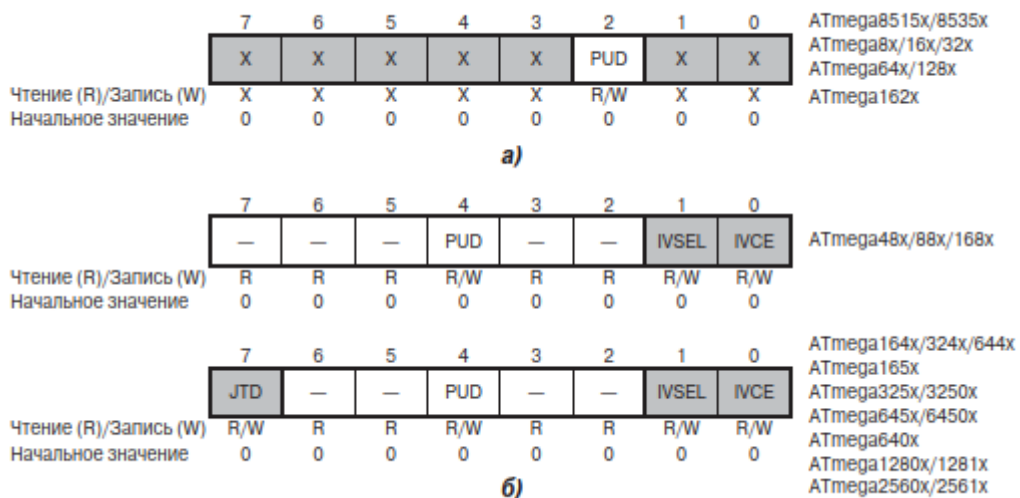 7 6 5 4 3 2 1 0 ATmega8515x/8535x
X X X X X PUD X X ATmega8x/16x/32x
ATmega64x/128x
Чтение (R)/Запись (W) X X X X X R/W X X ATmega162x
Начальное значение 0 0 0 0 0 0 0 0
а)
7 6 5 4 3 2 1 0
— — — PUD — — IVSEL IVCE ATmega48x/88x/168x
Чтение (R)/Запись (W) R R R R/W R R R/W R/W
Начальное значение 0 0 0 0 0 0 0 0
ATmega164x/324x/644x
7 6 5 4 3 2 1 0 ATmega165x
JTD — — PUD — — IVSEL IVCE ATmega325x/3250x
ATmega645x/6450x
Чтение (R)/Запись (W) R/W R R R/W R R R/W R/W ATmega640x
Начальное значение 0 0 0 0 0 0 0 0 ATmega1280x/1281x
б) ATmega2560x/2561x